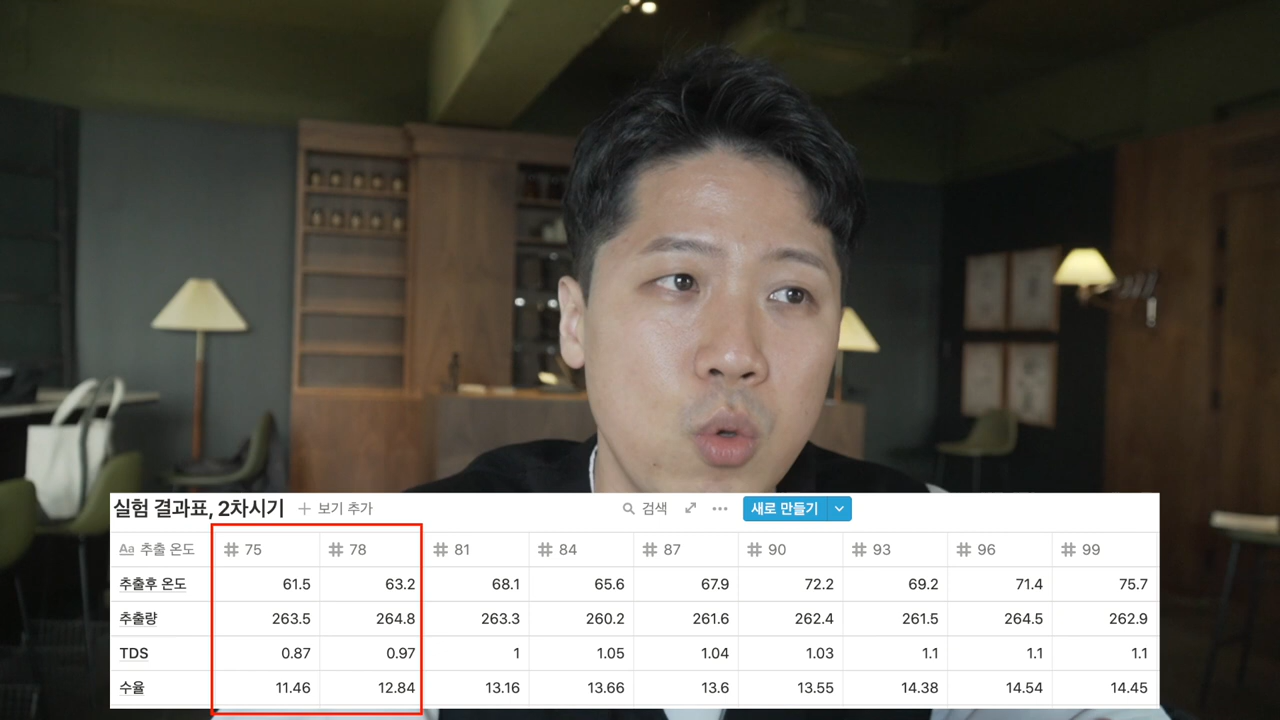 실험 결과표, 2차시기 보기 추가 검색 새로 만들기
Aa 추출 온도 # 75 # 78 # 81 # 84 # 87 # 90 # 93 # 96 # 99
추출후 온도 61.5 63.2 68.1 65.6 67.9 72.2 69.2 71.4 75.7
추출량 263.5 264.8 263.3 260.2 261.6 262.4 261.5 264.5 262.9
TDS 0.87 0.97 1 1.05 1.04 1.03 1.1 1.1 1.1
수율 11.46 12.84 13.16 13.66 13.6 13.55 14.38 14.54 14.45